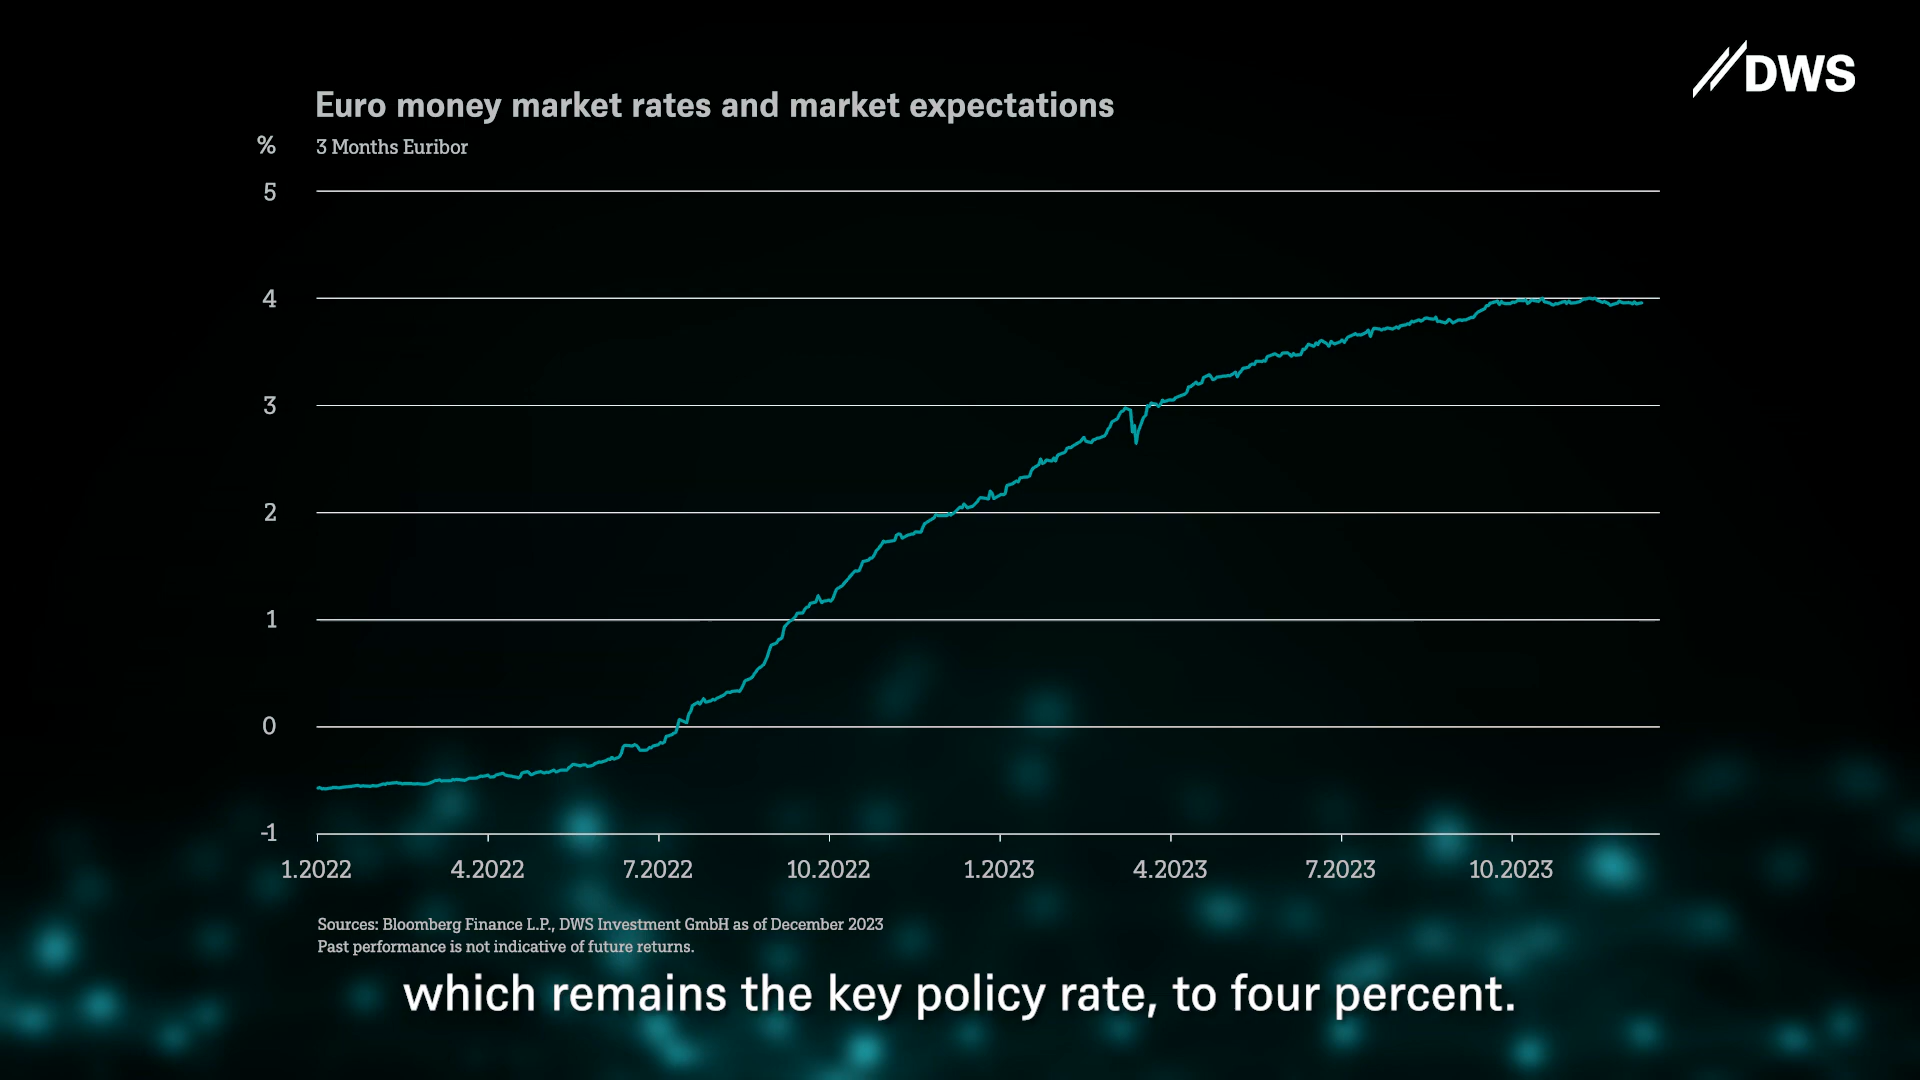 DWS
Euro money market rates and market expectations
%
3 Months Euribor
5
4
3
2
1
0
-1
1.2022
4.2022
7.2022
10.2022
1.2023
4.2023
7.2023
10.2023
Sources: Bloomberg Finance L.P., DWS Investment GmbH as of December 2023
Past performance is not indicative of future returns.
which remains the key policy rate, to four percent.